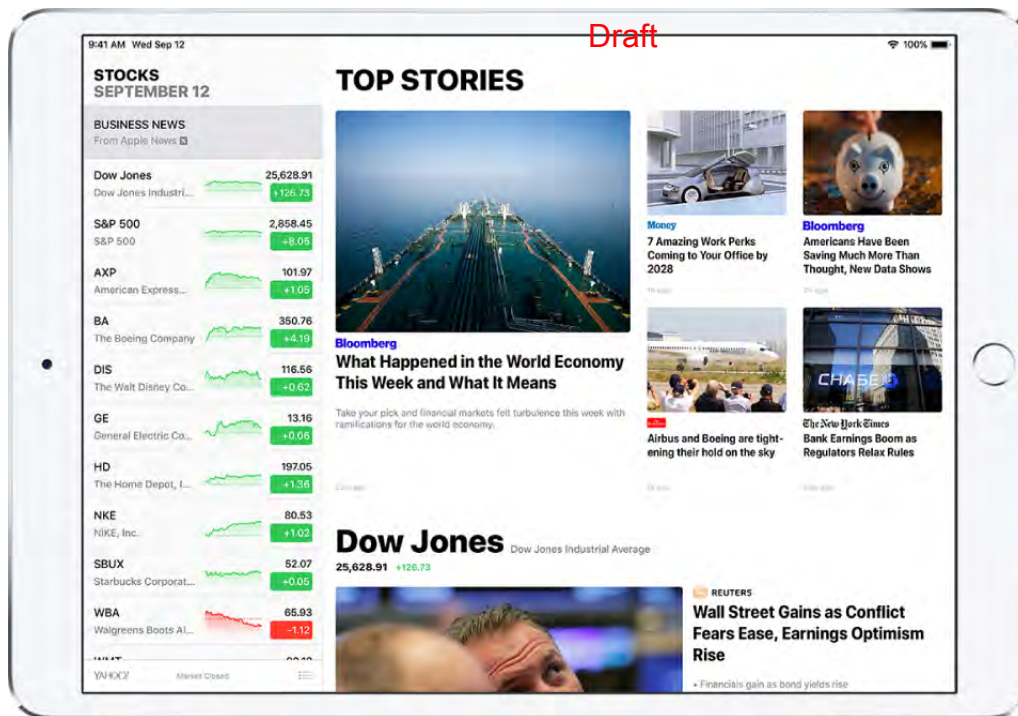 Draft
9:41 AM Wed Sep 12
100%
STOCKS
SEPTEMBER 12
BUSINESS NEWS
From Apple News
Dow Jones
25,628.91
Dow Jones Industri...
+126.73
S&P 500
2,858.45
S&P 500
+8.05
AXP
101.97
American Express...
+1.05
BA
350.76
The Boeing Company
+4.19
DIS
116.56
The Walt Disney Co...
+0.62
GE
13.16
General Electric Co...
+0.06
HD
197.05
The Home Depot, I...
+1.36
NKE
80.53
NIKE, Inc.
+1.02
SBUX
52.07
Starbucks Corporat...
+0.05
WBA
65.93
Walgreens Boots Al...
-1.12
YAHOO!
Market Closed
TOP STORIES
Bloomberg
What Happened in the World Economy
This Week and What It Means
Take your pick and financial markets felt turbulence this week with
ramifications for the world economy.
Money
7 Amazing Work Perks
Coming to Your Office by
2028
Bloomberg
Americans Have Been
Saving Much More Than
Thought, New Data Shows
Airbus and Boeing are tight-
ening their hold on the sky
CHASE
The New York Times
Bank Earnings Boom as
Regulators Relax Rules
Dow Jones Dow Jones Industrial Average
25,628.91 +126.73
REUTERS
Wall Street Gains as Conflict
Fears Ease, Earnings Optimism
Rise
• Financials gain as bond yields rise